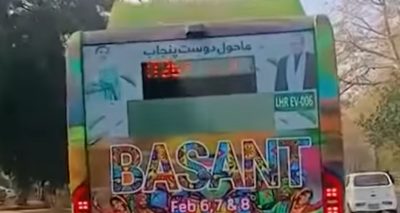 ماحول دوست پنجاب
LHR EV-006
BASANT
Feb 6,7 & 8